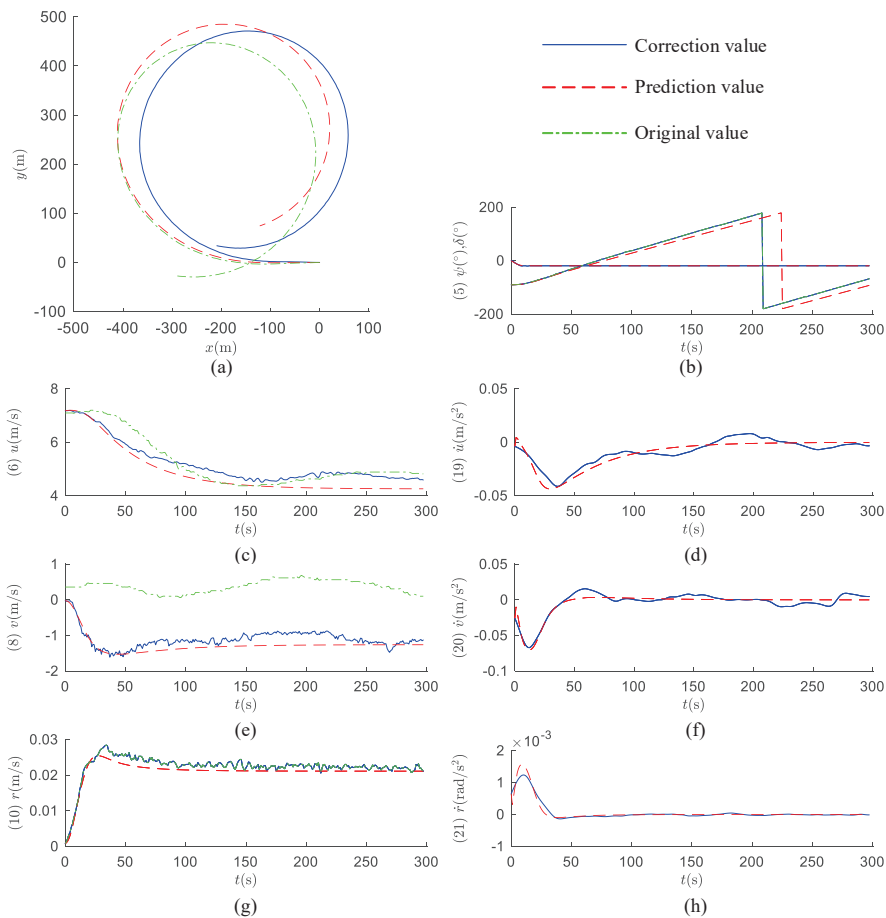 500
400
300
200
100
0
-100
-500 -400 -300 -200 -100 0 100
y(m)
x(m)
(a)
Correction value
Prediction value
Original value
200
0
-200
0 50 100 150 200 250 300
(5) ψ(°),δ(°)
t(s)
(b)
8
6
4
0 50 100 150 200 250 300
(6) u(m/s)
t(s)
(c)
0.05
0
-0.05
0 50 100 150 200 250 300
(19) u̇(m/s²)
t(s)
(d)
1
0
-1
-2
0 50 100 150 200 250 300
(8) v(m/s)
t(s)
(e)
0.05
0
-0.05
-0.1
0 50 100 150 200 250 300
(20) v̇(m/s²)
t(s)
(f)
0.03
0.02
0.01
0
0 50 100 150 200 250 300
(10) r(m/s)
t(s)
(g)
×10⁻³
2
1
0
-1
0 50 100 150 200 250 300
(21) ṙ(rad/s²)
t(s)
(h)